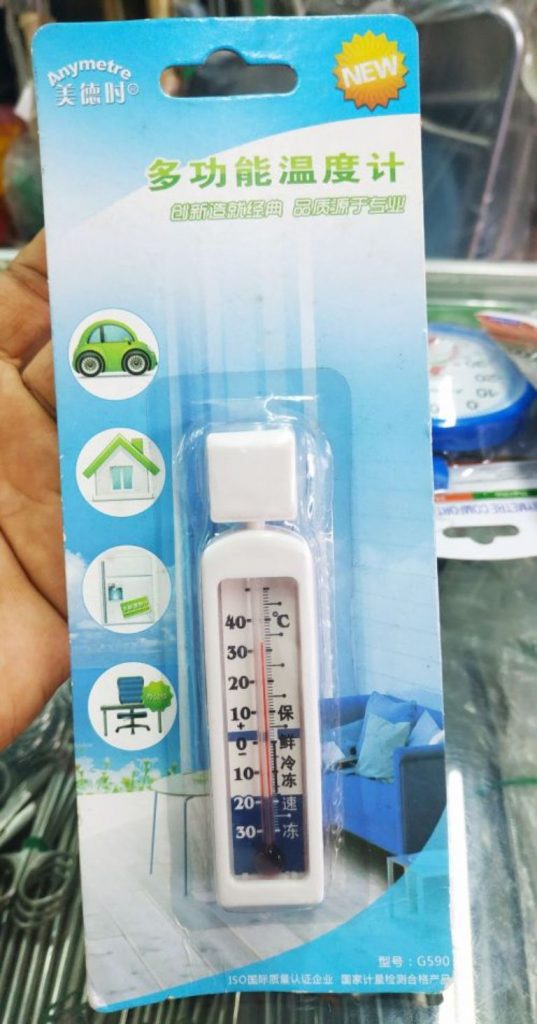 Anymetre
美德时®
NEW
多功能温度计
创新造就经典 品质源于专业
°C
40
30
20
10 保
+
0 鲜
-
冷
10 冻
20 速
30 冻
型号：G590
ISO国际质量认证企业 国家计量检测合格产品